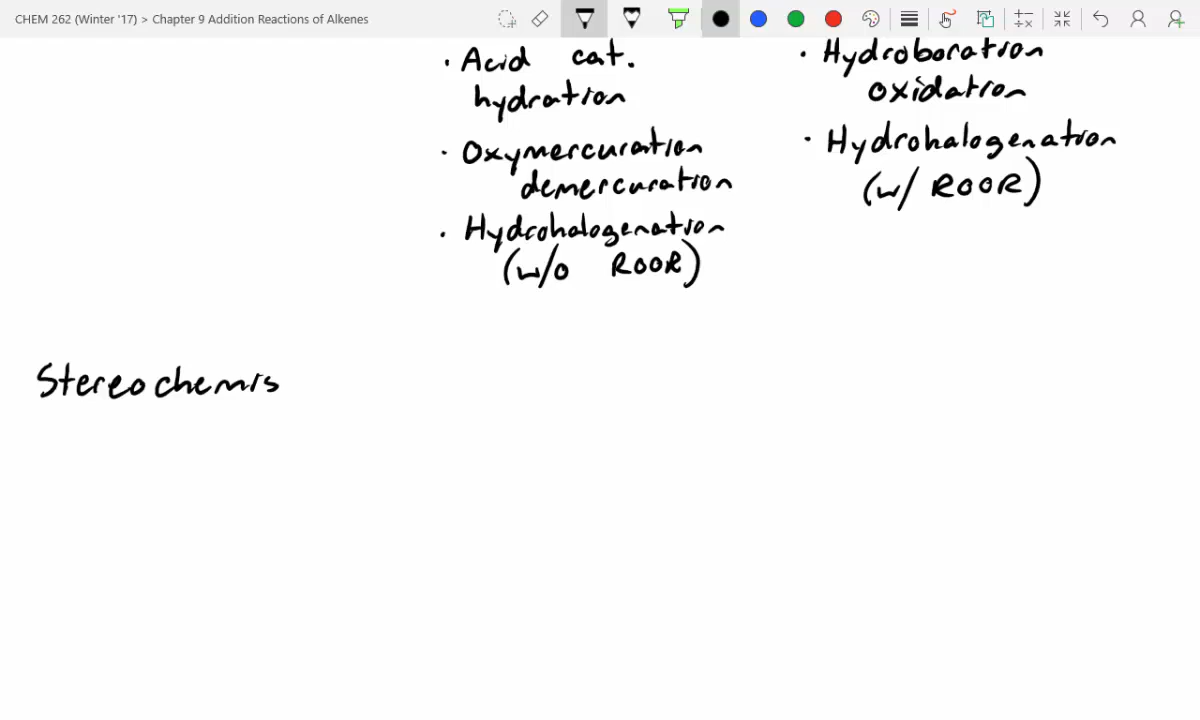 CHEM 262 (Winter '17) > Chapter 9 Addition Reactions of Alkenes
• Acid cat.
hydration
• Oxymercuration
demercuration
• Hydrohalogenation
(w/o ROOR)
• Hydroboration
oxidation
• Hydrohalogenation
(w/ ROOR)
Stereochemis